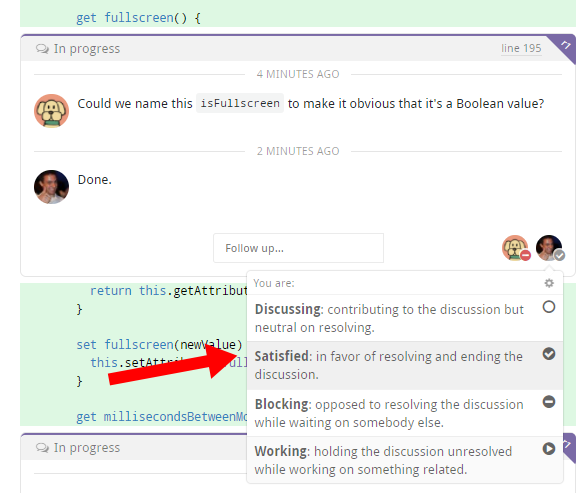 get fullscreen() {
In progress
line 195
r1
4 MINUTES AGO
Could we name this isFullscreen to make it obvious that it's a Boolean value?
2 MINUTES AGO
Done.
Follow up…
return this.getAttribut
You are:
}
Discussing: contributing to the discussion but
neutral on resolving.
set fullscreen(newValue)
this.setAttrib
ull
Satisfied: in favor of resolving and ending the
discussion.
}
Blocking: opposed to resolving the discussion
while waiting on somebody else.
get millisecondsBetweenMo
In progress
Working: holding the discussion unresolved
while working on something related.